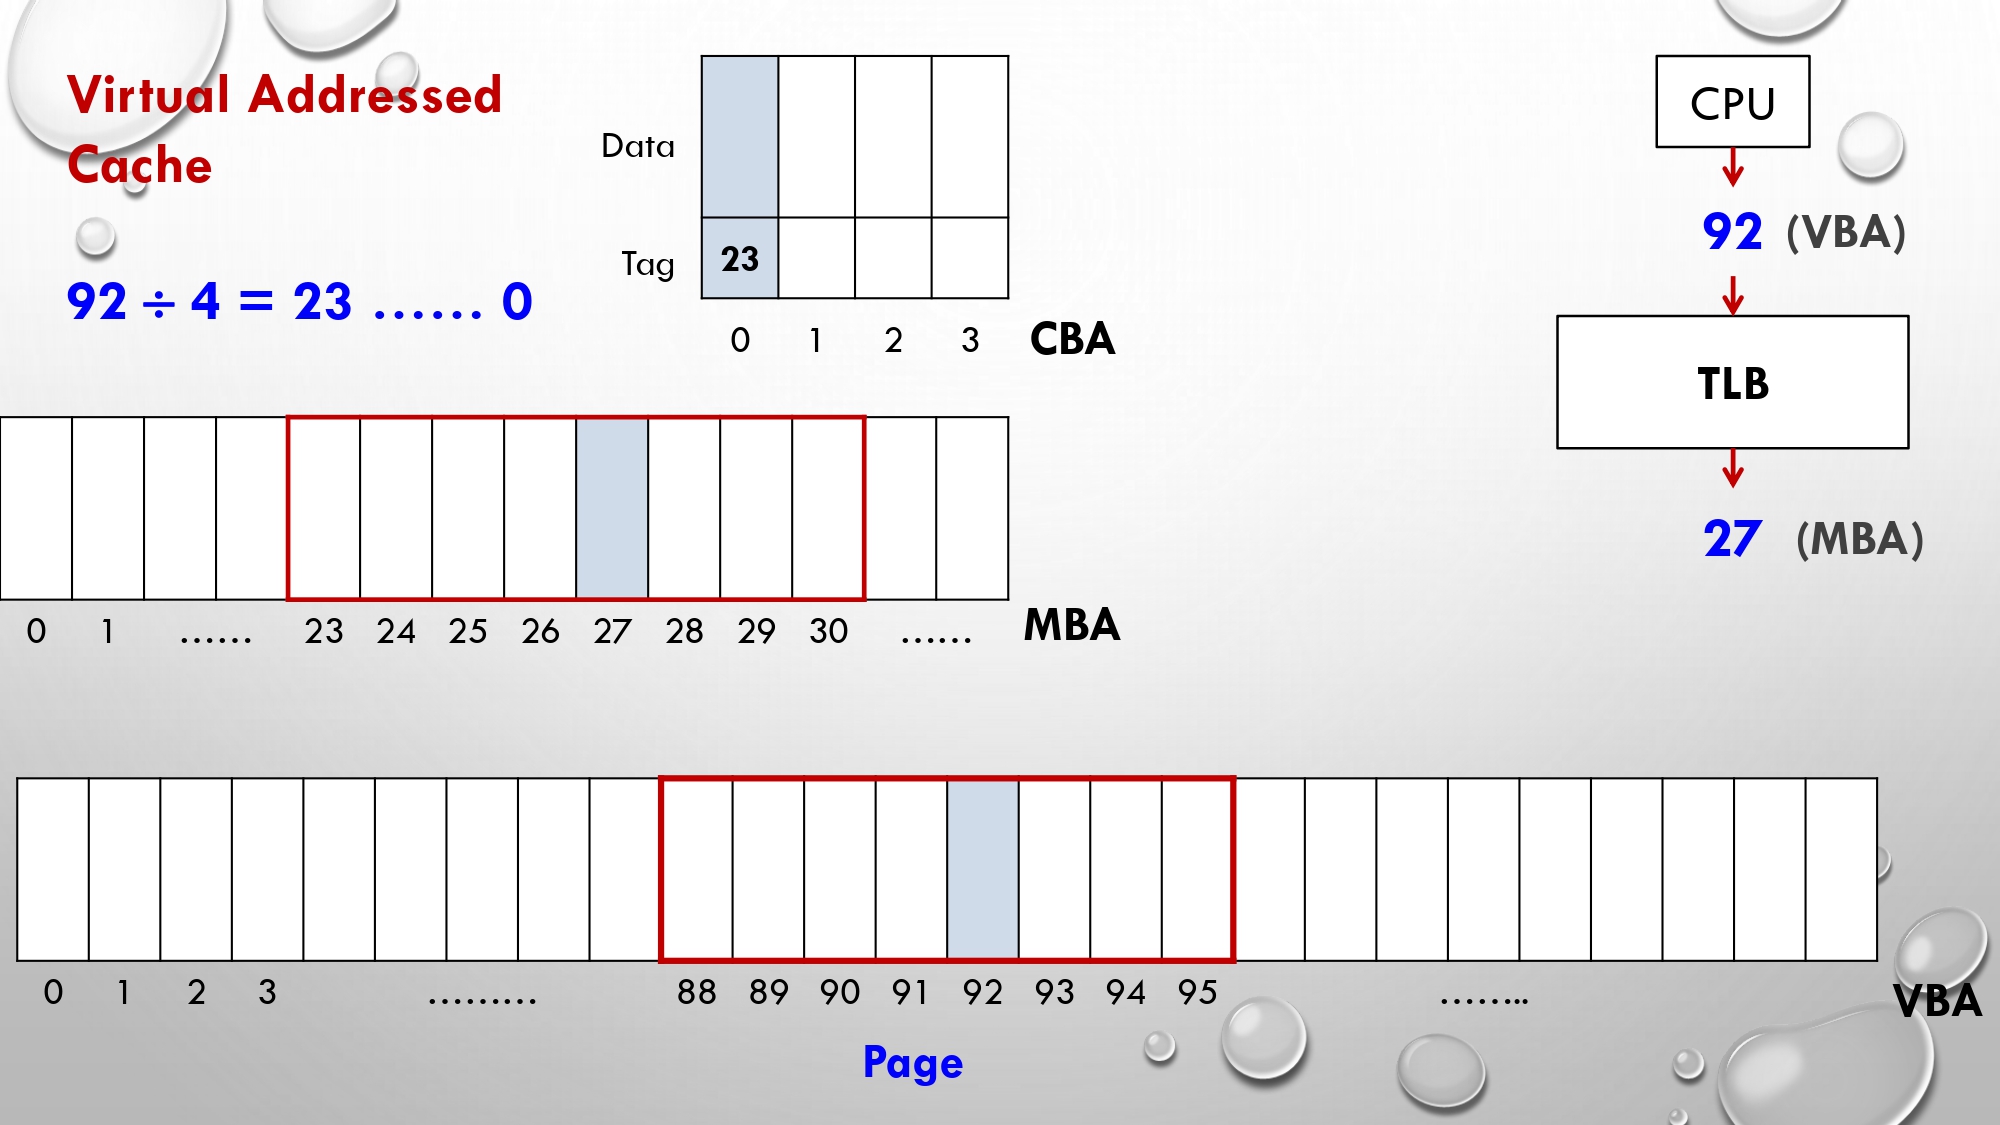 Virtual Addressed
Cache
92 ÷ 4 = 23 …… 0
Data
Tag
23
0 1 2 3 CBA
CPU
92 (VBA)
TLB
27 (MBA)
0 1 …… 23 24 25 26 27 28 29 30 …… MBA
0 1 2 3 ……… 88 89 90 91 92 93 94 95 …….. VBA
Page